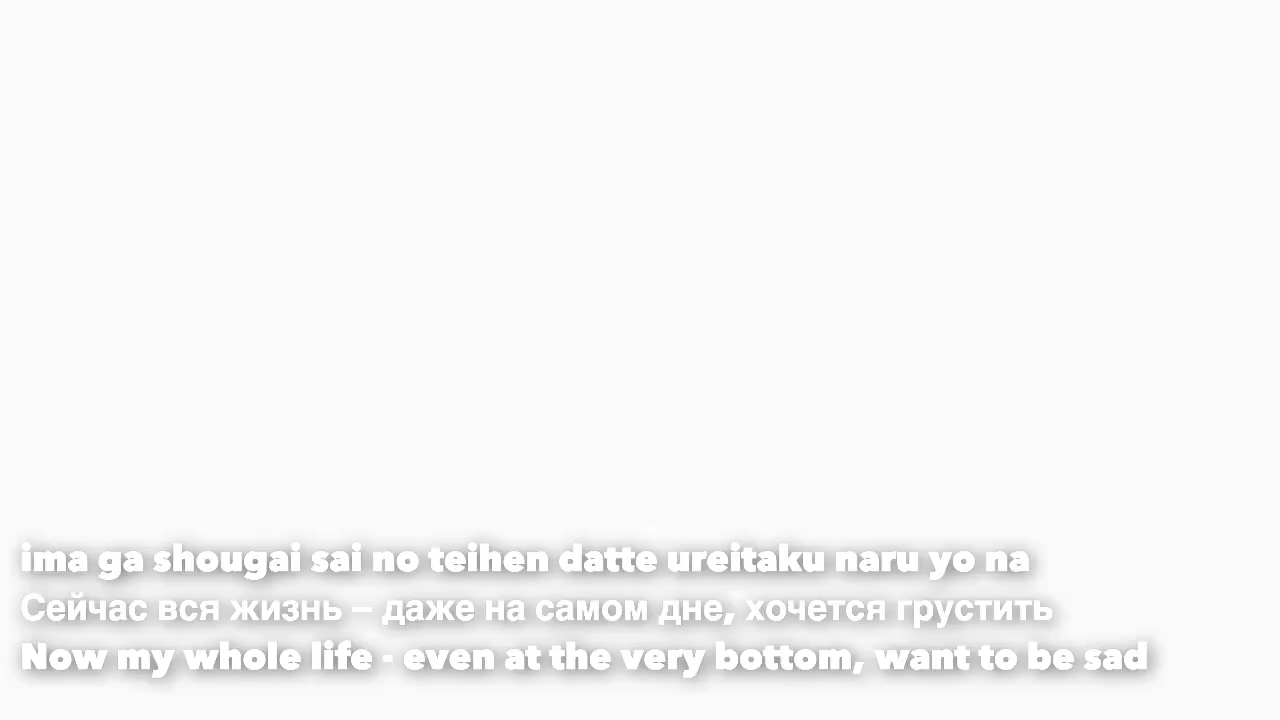 ima ga shougai sai no teihen datte ureitaku naru yo na
Сейчас вся жизнь – даже на самом дне, хочется грустить
Now my whole life - even at the very bottom, want to be sad